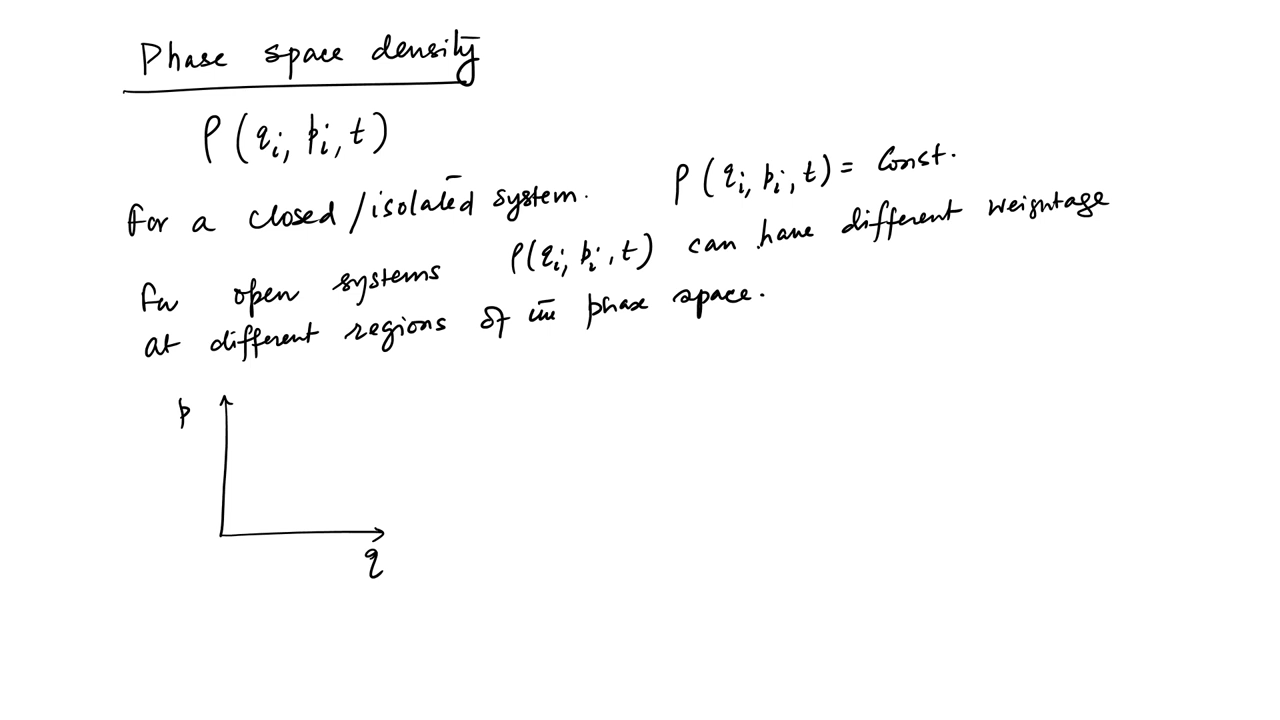 Phase space density
ρ(qi, pi, t)
For a closed/isolated system. ρ(qi, pi, t) = Const.
For open systems ρ(qi, pi, t) can have different weightage
at different regions of the phase space.
p
q